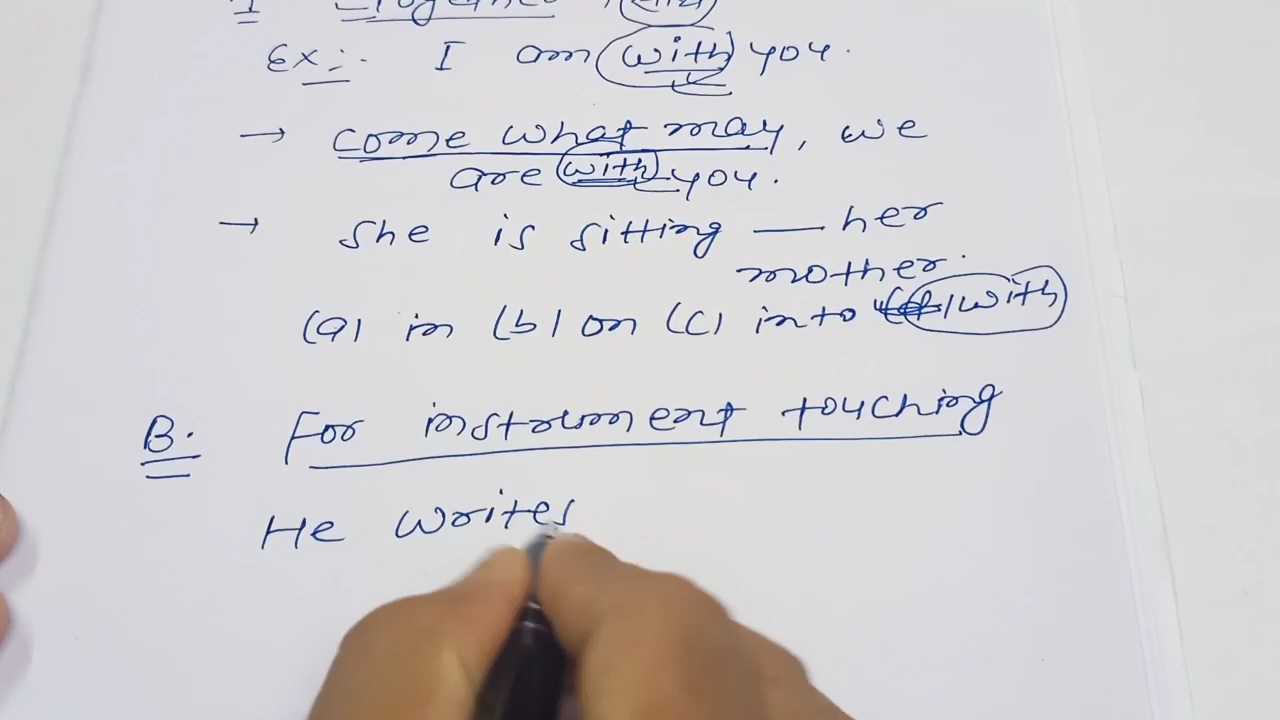 Together
Ex:- I am with you.
→ come what may, we
are with you.
→ She is sitting — her
mother.
(a) in (b) on (c) into with
B. For instrument touching
He writes